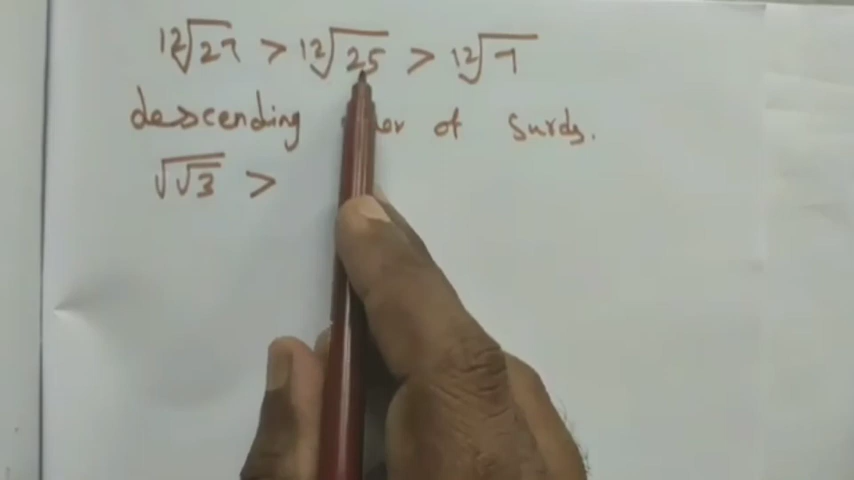 ¹²√27 > ¹²√25 > ¹²√7
descending of surds.
√√3 >